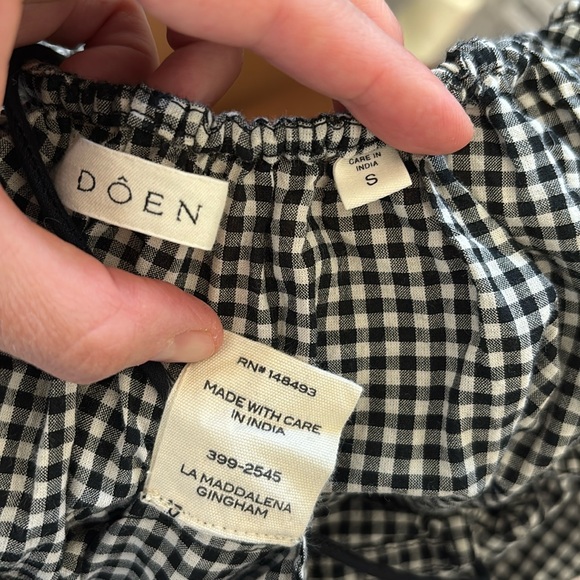 DÔEN
CARE IN
INDIA
S
RN# 148493
MADE WITH CARE
IN INDIA
399-2545
LA MADDALENA
GINGHAM